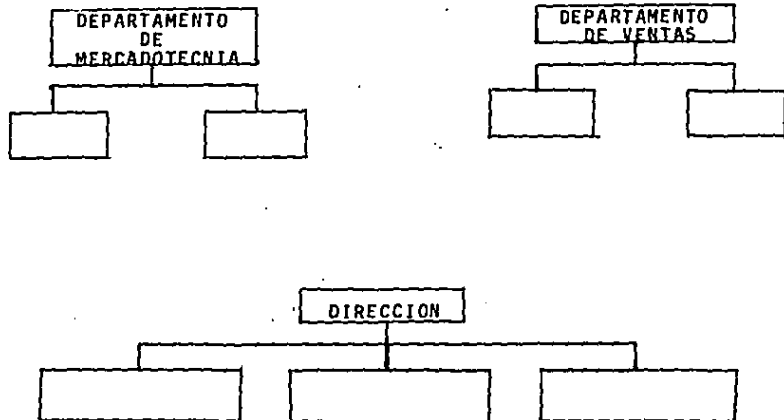 DEPARTAMENTO
DE
MERCADOTECNIA
DEPARTAMENTO
DE VENTAS
DIRECCION